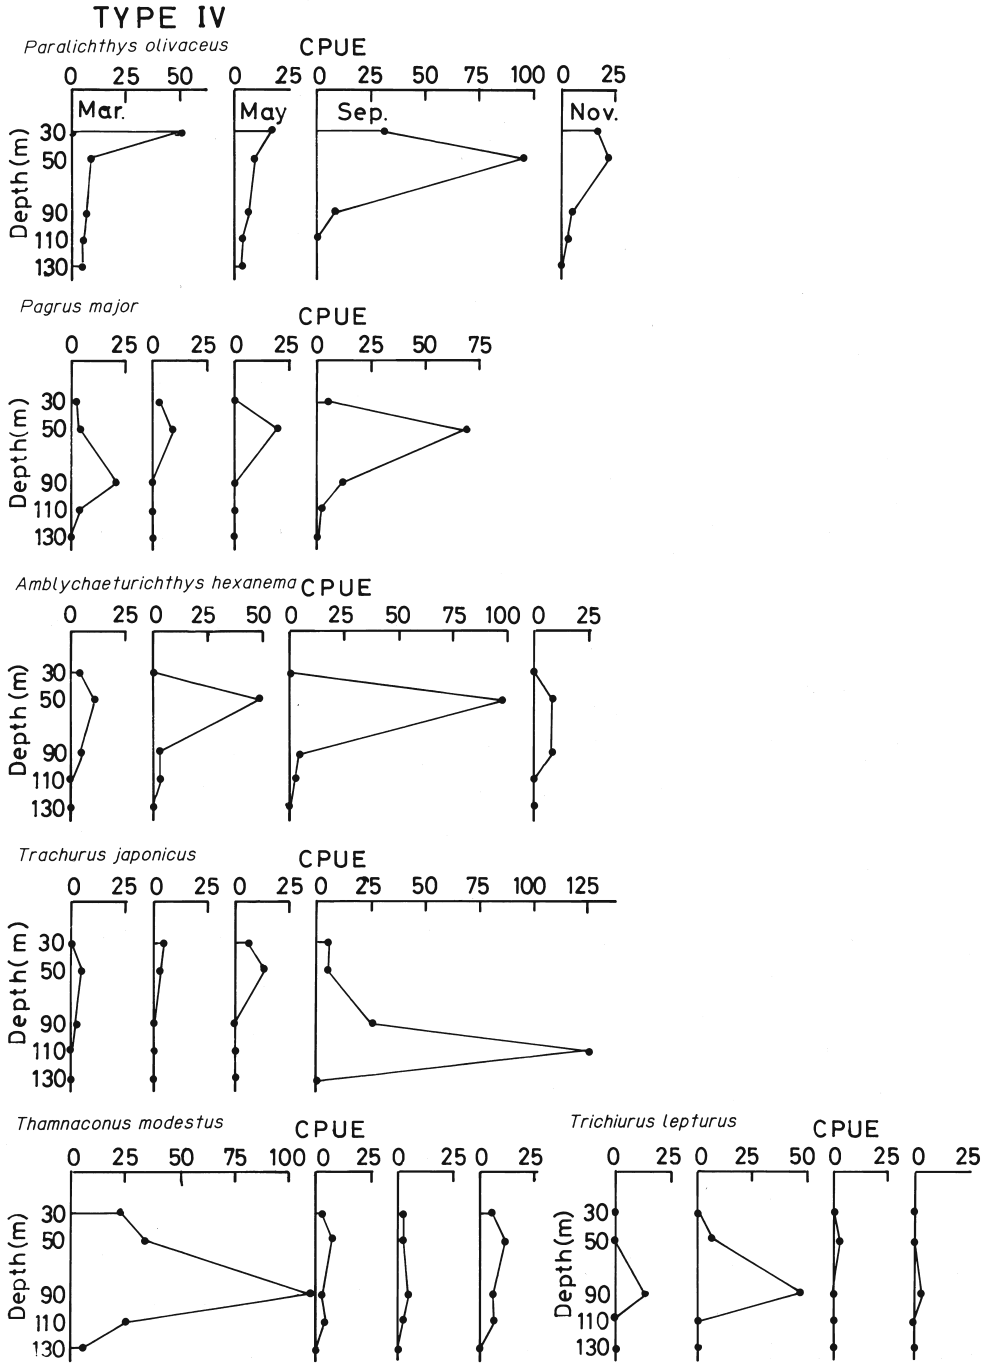 TYPE IV
Paralichthys olivaceus CPUE
0 25 50 0 25 0 25 50 75 100 0 25
Mar. May Sep. Nov.
Depth(m)
30
50
90
110
130
Pagrus major CPUE
0 25 0 25 0 25 0 25 50 75
Depth(m)
30
50
90
110
130
Amblychaeturichthys hexanema CPUE
0 25 0 25 50 0 25 50 75 100 0 25
Depth(m)
30
50
90
110
130
Trachurus japonicus CPUE
0 25 0 25 0 25 0 25 50 75 100 125
Depth(m)
30
50
90
110
130
Thamnaconus modestus CPUE
0 25 50 75 100 0 25 0 25 0 25
Depth(m)
30
50
90
110
130
Trichiurus lepturus CPUE
0 0 25 50 0 25 0 25
Depth(m)
30
50
90
110
130